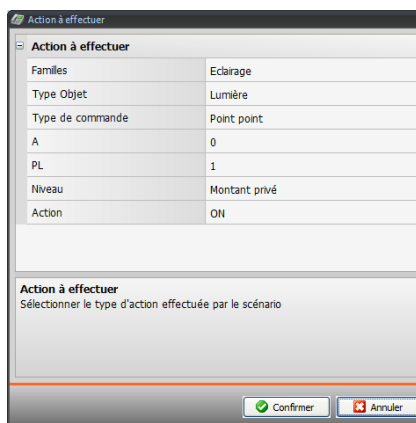 Action à effectuer
Action à effectuer
Familles Eclairage
Type Objet Lumière
Type de commande Point point
A 0
PL 1
Niveau Montant privé
Action ON
Action à effectuer
Sélectionner le type d'action effectuée par le scénario
Confirmer Annuler